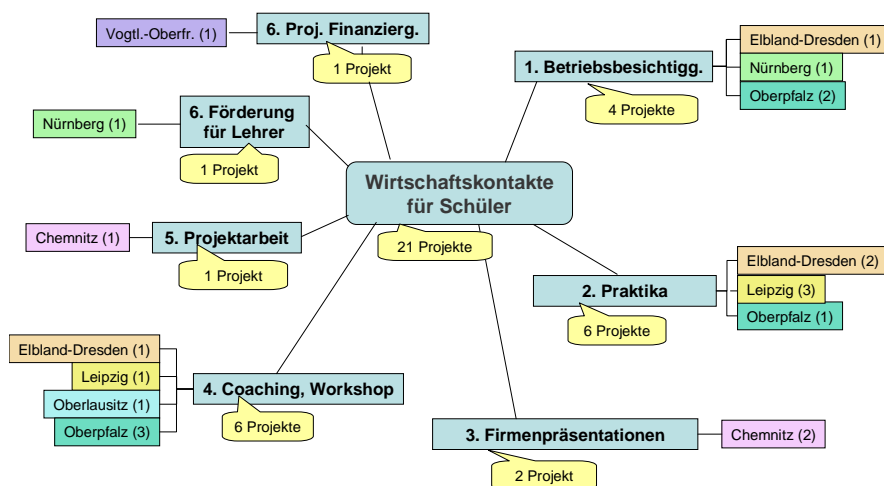 Wirtschaftskontakte
für Schüler
21 Projekte
1. Betriebsbesichtigg.
4 Projekte
Elbland-Dresden (1)
Nürnberg (1)
Oberpfalz (2)
2. Praktika
6 Projekte
Elbland-Dresden (2)
Leipzig (3)
Oberpfalz (1)
3. Firmenpräsentationen
2 Projekt
Chemnitz (2)
4. Coaching, Workshop
6 Projekte
Elbland-Dresden (1)
Leipzig (1)
Oberlausitz (1)
Oberpfalz (3)
5. Projektarbeit
1 Projekt
Chemnitz (1)
6. Förderung
für Lehrer
1 Projekt
Nürnberg (1)
6. Proj. Finanzierg.
1 Projekt
Vogtl.-Oberfr. (1)